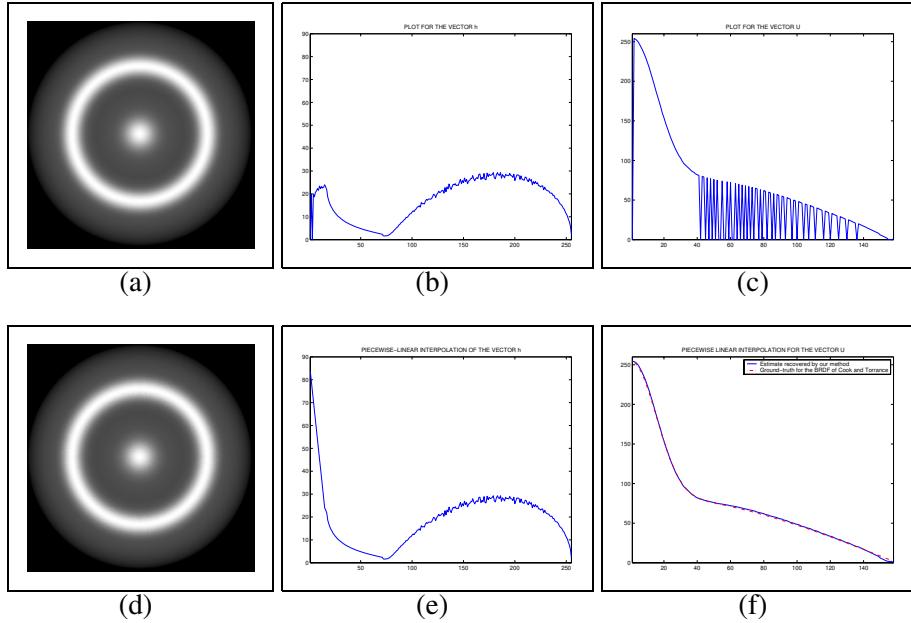 PLOT FOR THE VECTOR h
90
80
70
60
50
40
30
20
10
0
0 50 100 150 200 250
PLOT FOR THE VECTOR U
250
200
150
100
50
0
20 40 60 80 100 120 140
(a)
(b)
(c)
PIECEWISE−LINEAR INTERPOLATION OF THE VECTOR h
90
80
70
60
50
40
30
20
10
0
0 50 100 150 200 250
PIECEWISE LINEAR INTERPOLATION FOR THE VECTOR U
Estimate recovered by our method
Ground−truth for the BRDF of Cook and Torrance
250
200
150
100
50
0
20 40 60 80 100 120 140
(d)
(e)
(f)